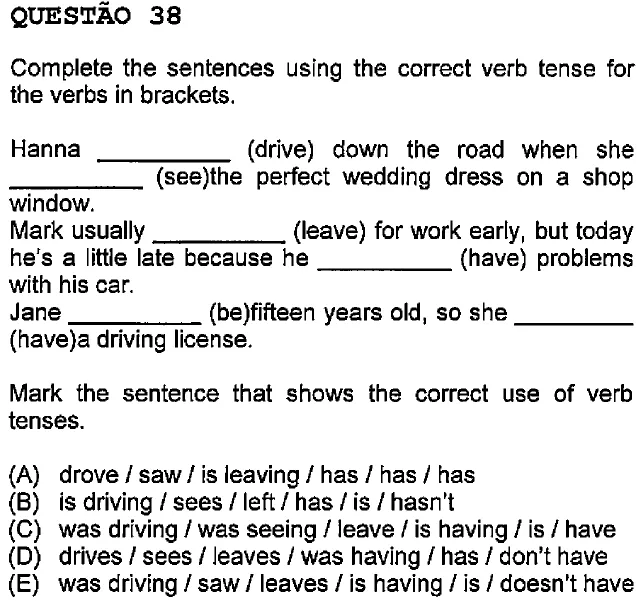 QUESTÃO 38
Complete the sentences using the correct verb tense for
the verbs in brackets.
Hanna __________ (drive) down the road when she
__________ (see)the perfect wedding dress on a shop
window.
Mark usually __________ (leave) for work early, but today
he's a little late because he __________ (have) problems
with his car.
Jane __________ (be)fifteen years old, so she __________
(have)a driving license.
Mark the sentence that shows the correct use of verb
tenses.
(A) drove / saw / is leaving / has / has / has
(B) is driving / sees / left / has / is / hasn't
(C) was driving / was seeing / leave / is having / is / have
(D) drives / sees / leaves / was having / has / don't have
(E) was driving / saw / leaves / is having / is / doesn't have